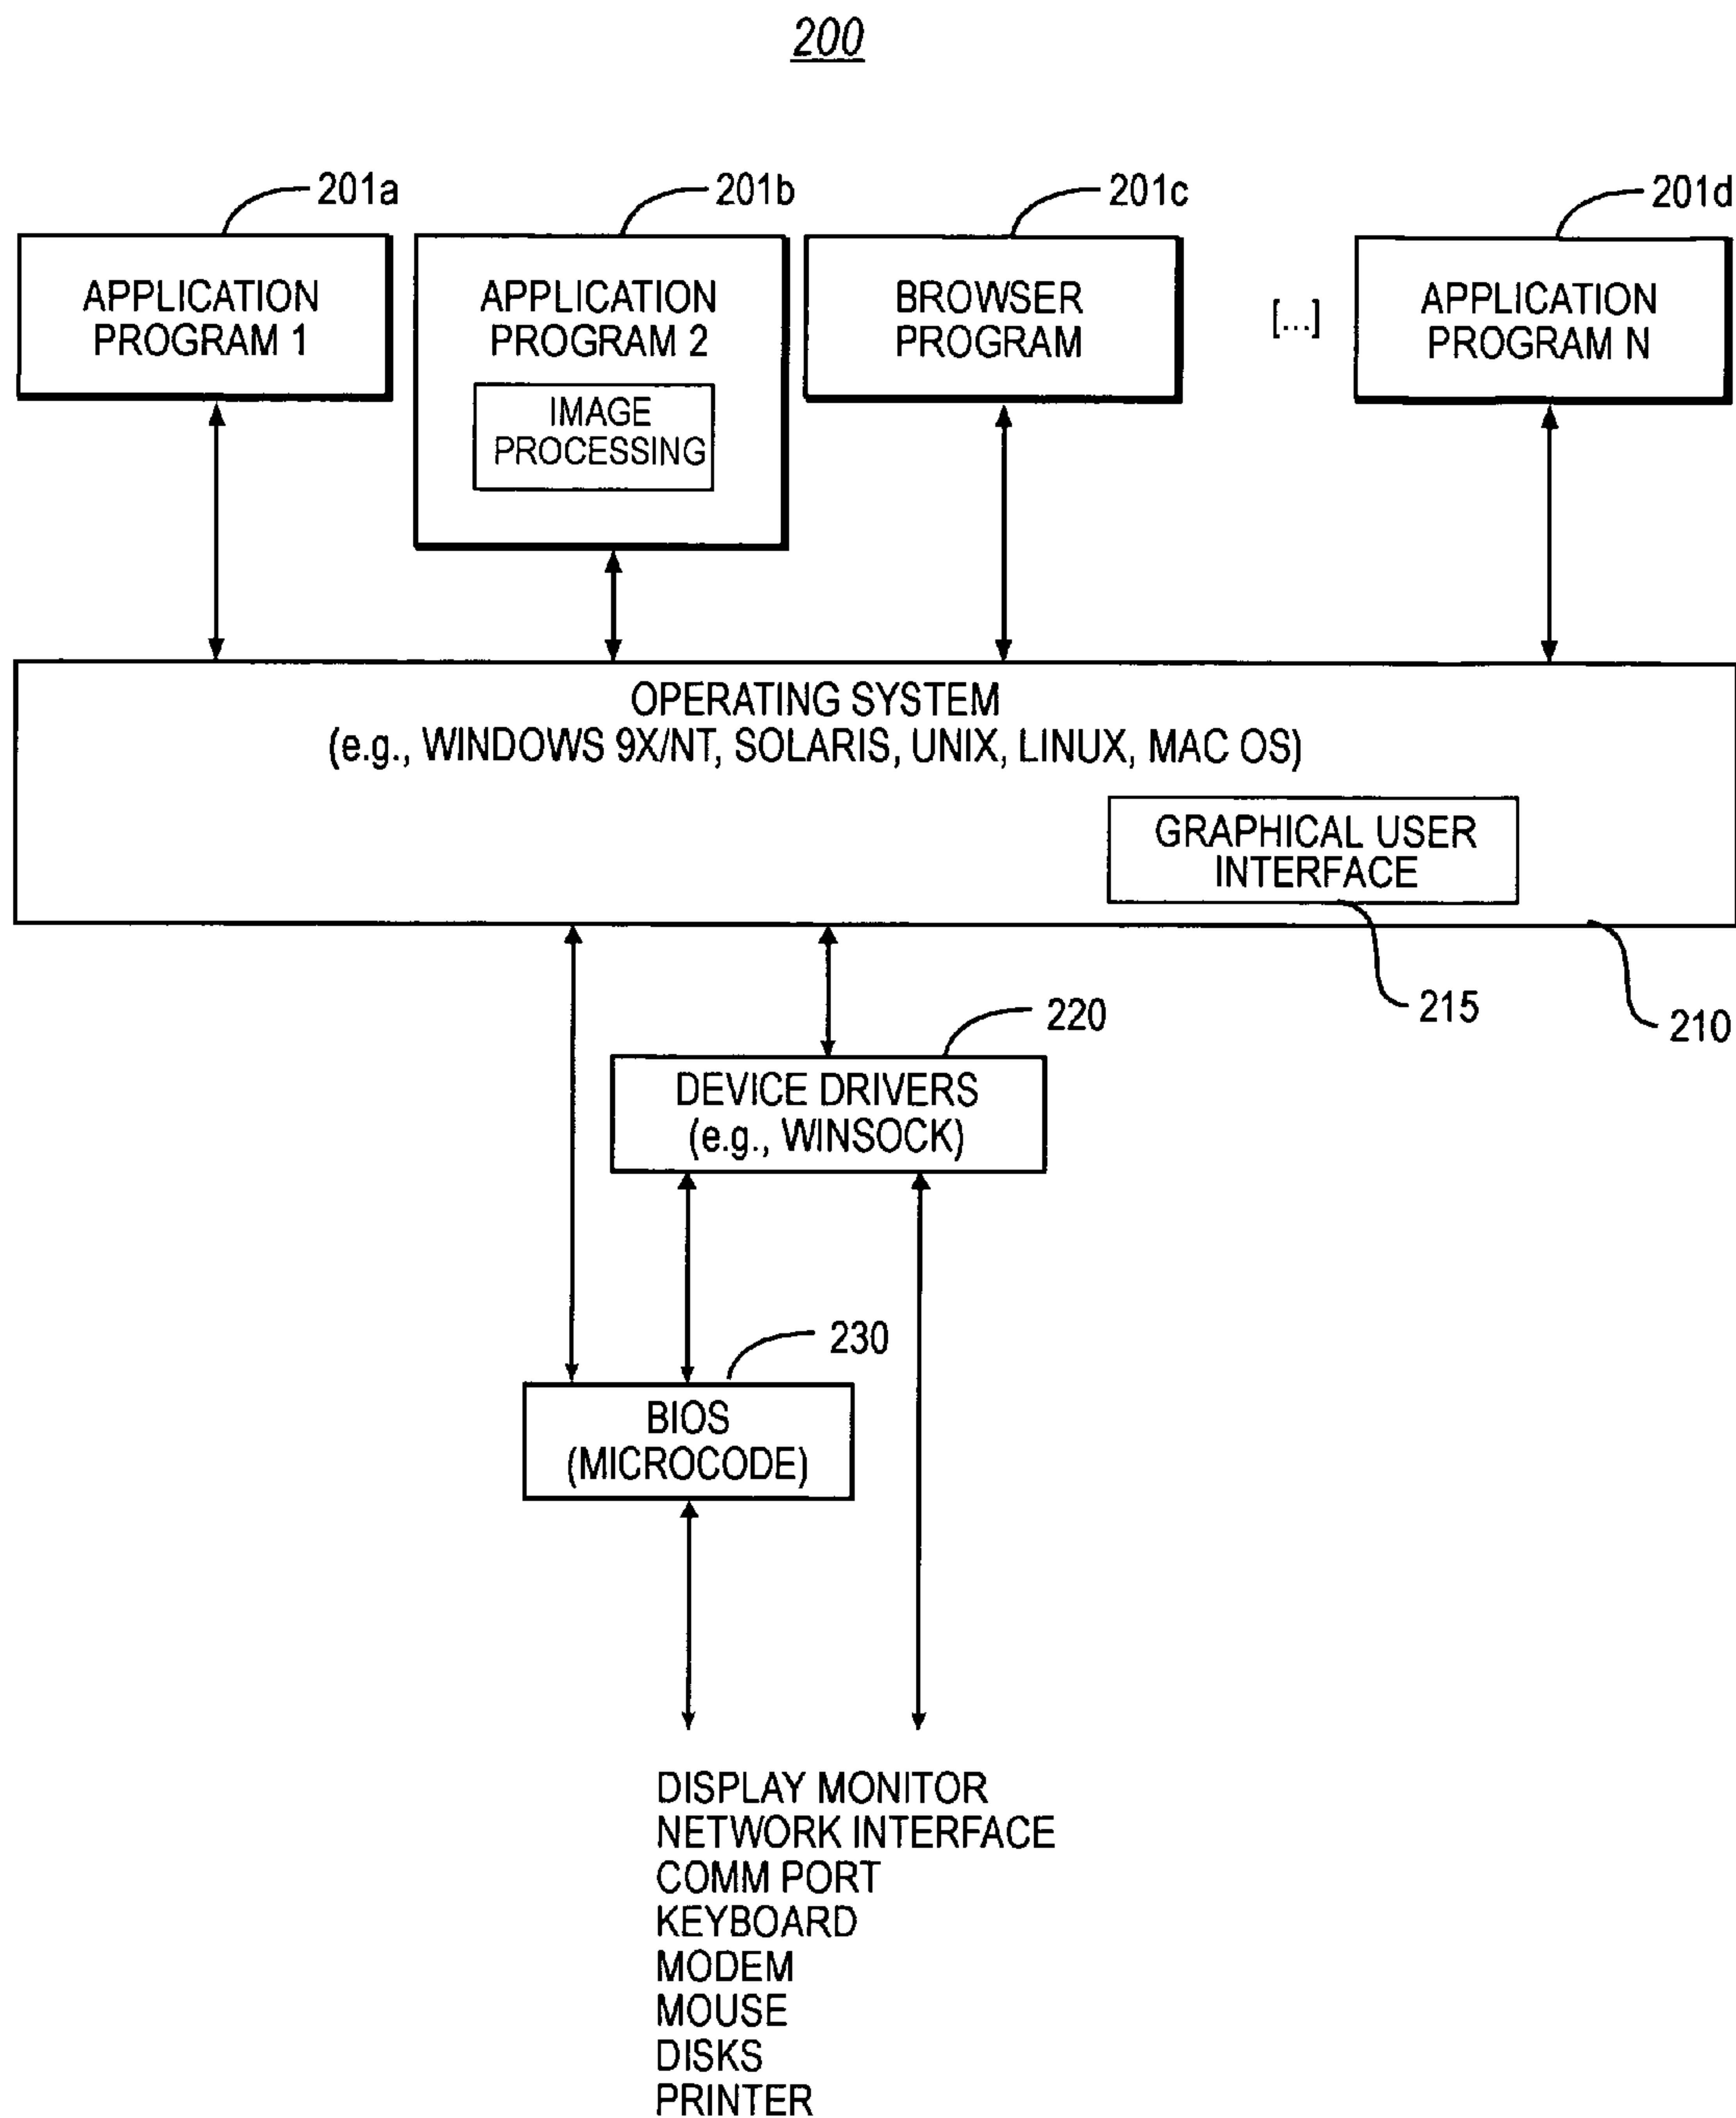 200
201a
201b
201c
201d
APPLICATION
PROGRAM 1
APPLICATION
PROGRAM 2
IMAGE
PROCESSING
BROWSER
PROGRAM
[...]
APPLICATION
PROGRAM N
OPERATING SYSTEM
(e.g., WINDOWS 9X/NT, SOLARIS, UNIX, LINUX, MAC OS)
GRAPHICAL USER
INTERFACE
215
210
220
DEVICE DRIVERS
(e.g., WINSOCK)
230
BIOS
(MICROCODE)
DISPLAY MONITOR
NETWORK INTERFACE
COMM PORT
KEYBOARD
MODEM
MOUSE
DISKS
PRINTER